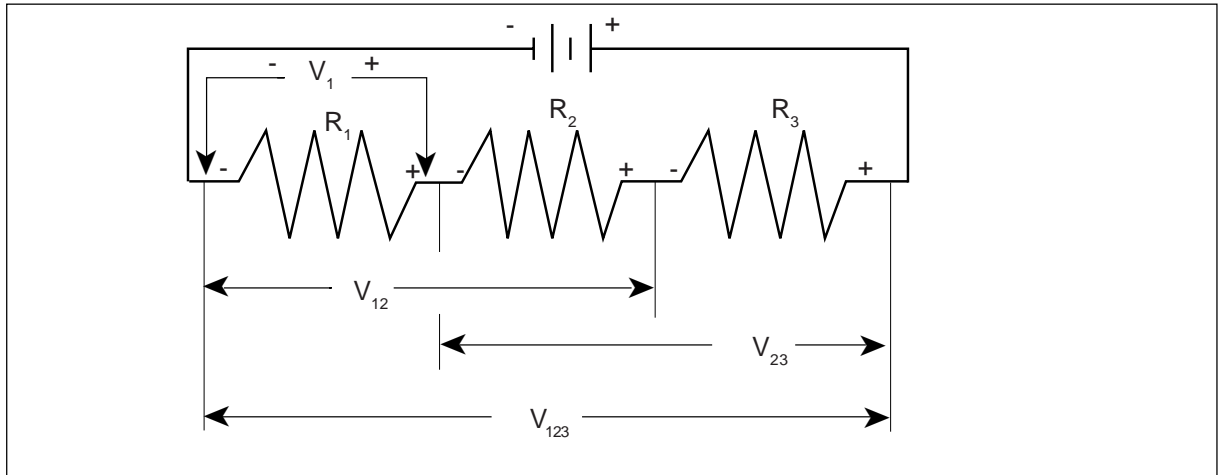 - +
- V₁ +
R₁ R₂ R₃
- + - + - +
V₁₂
V₂₃
V₁₂₃